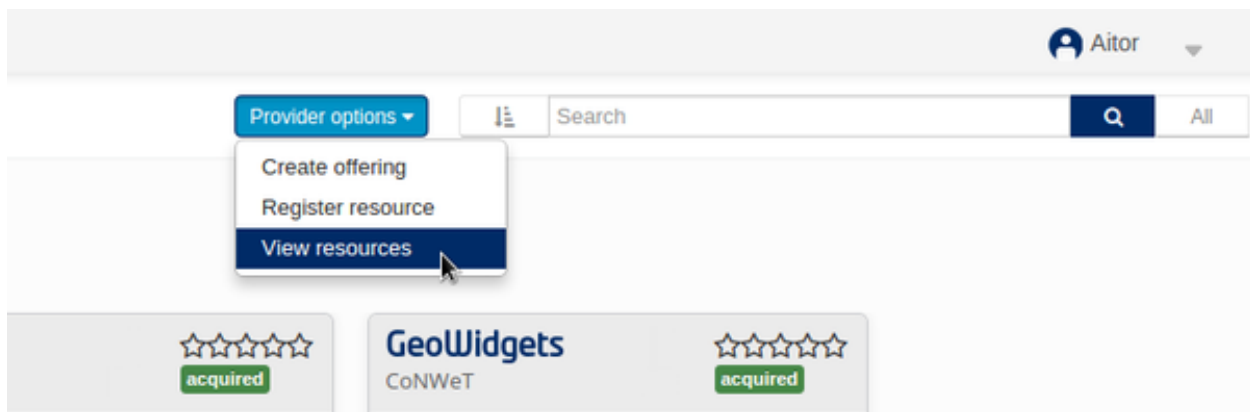 Aitor
Provider options
Search
All
Create offering
Register resource
View resources
GeoWidgets
acquired
CoNWeT
acquired